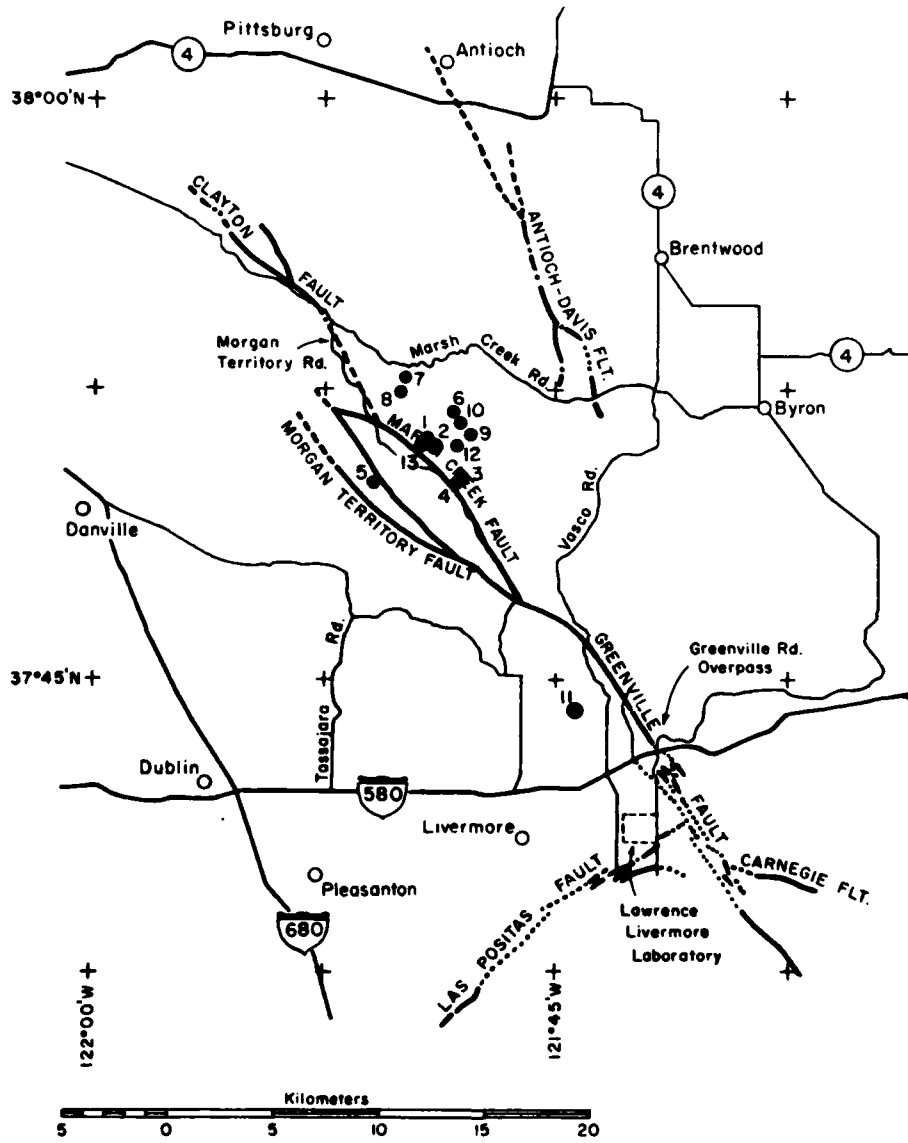 Pittsburg
4
Antioch
38°00'N
CLAYTON
FAULT
4
ANTIOCH-DAVIS FLT.
Brentwood
Morgan
Territory Rd.
Marsh Creek Rd.
4
7
8
6
10
Byron
1
2
9
12
13
MARSH CREEK FAULT
3
4
5
MORGAN TERRITORY FAULT
Vasco Rd.
Danville
Tassajara Rd.
GREENVILLE FAULT
Greenville Rd.
Overpass
37°45'N
11
Dublin
580
Livermore
CARNEGIE FLT.
Pleasanton
LAS POSITAS FAULT
Lawrence
Livermore
Laboratory
680
122°00'W
121°45'W
Kilometers
5 0 5 10 15 20